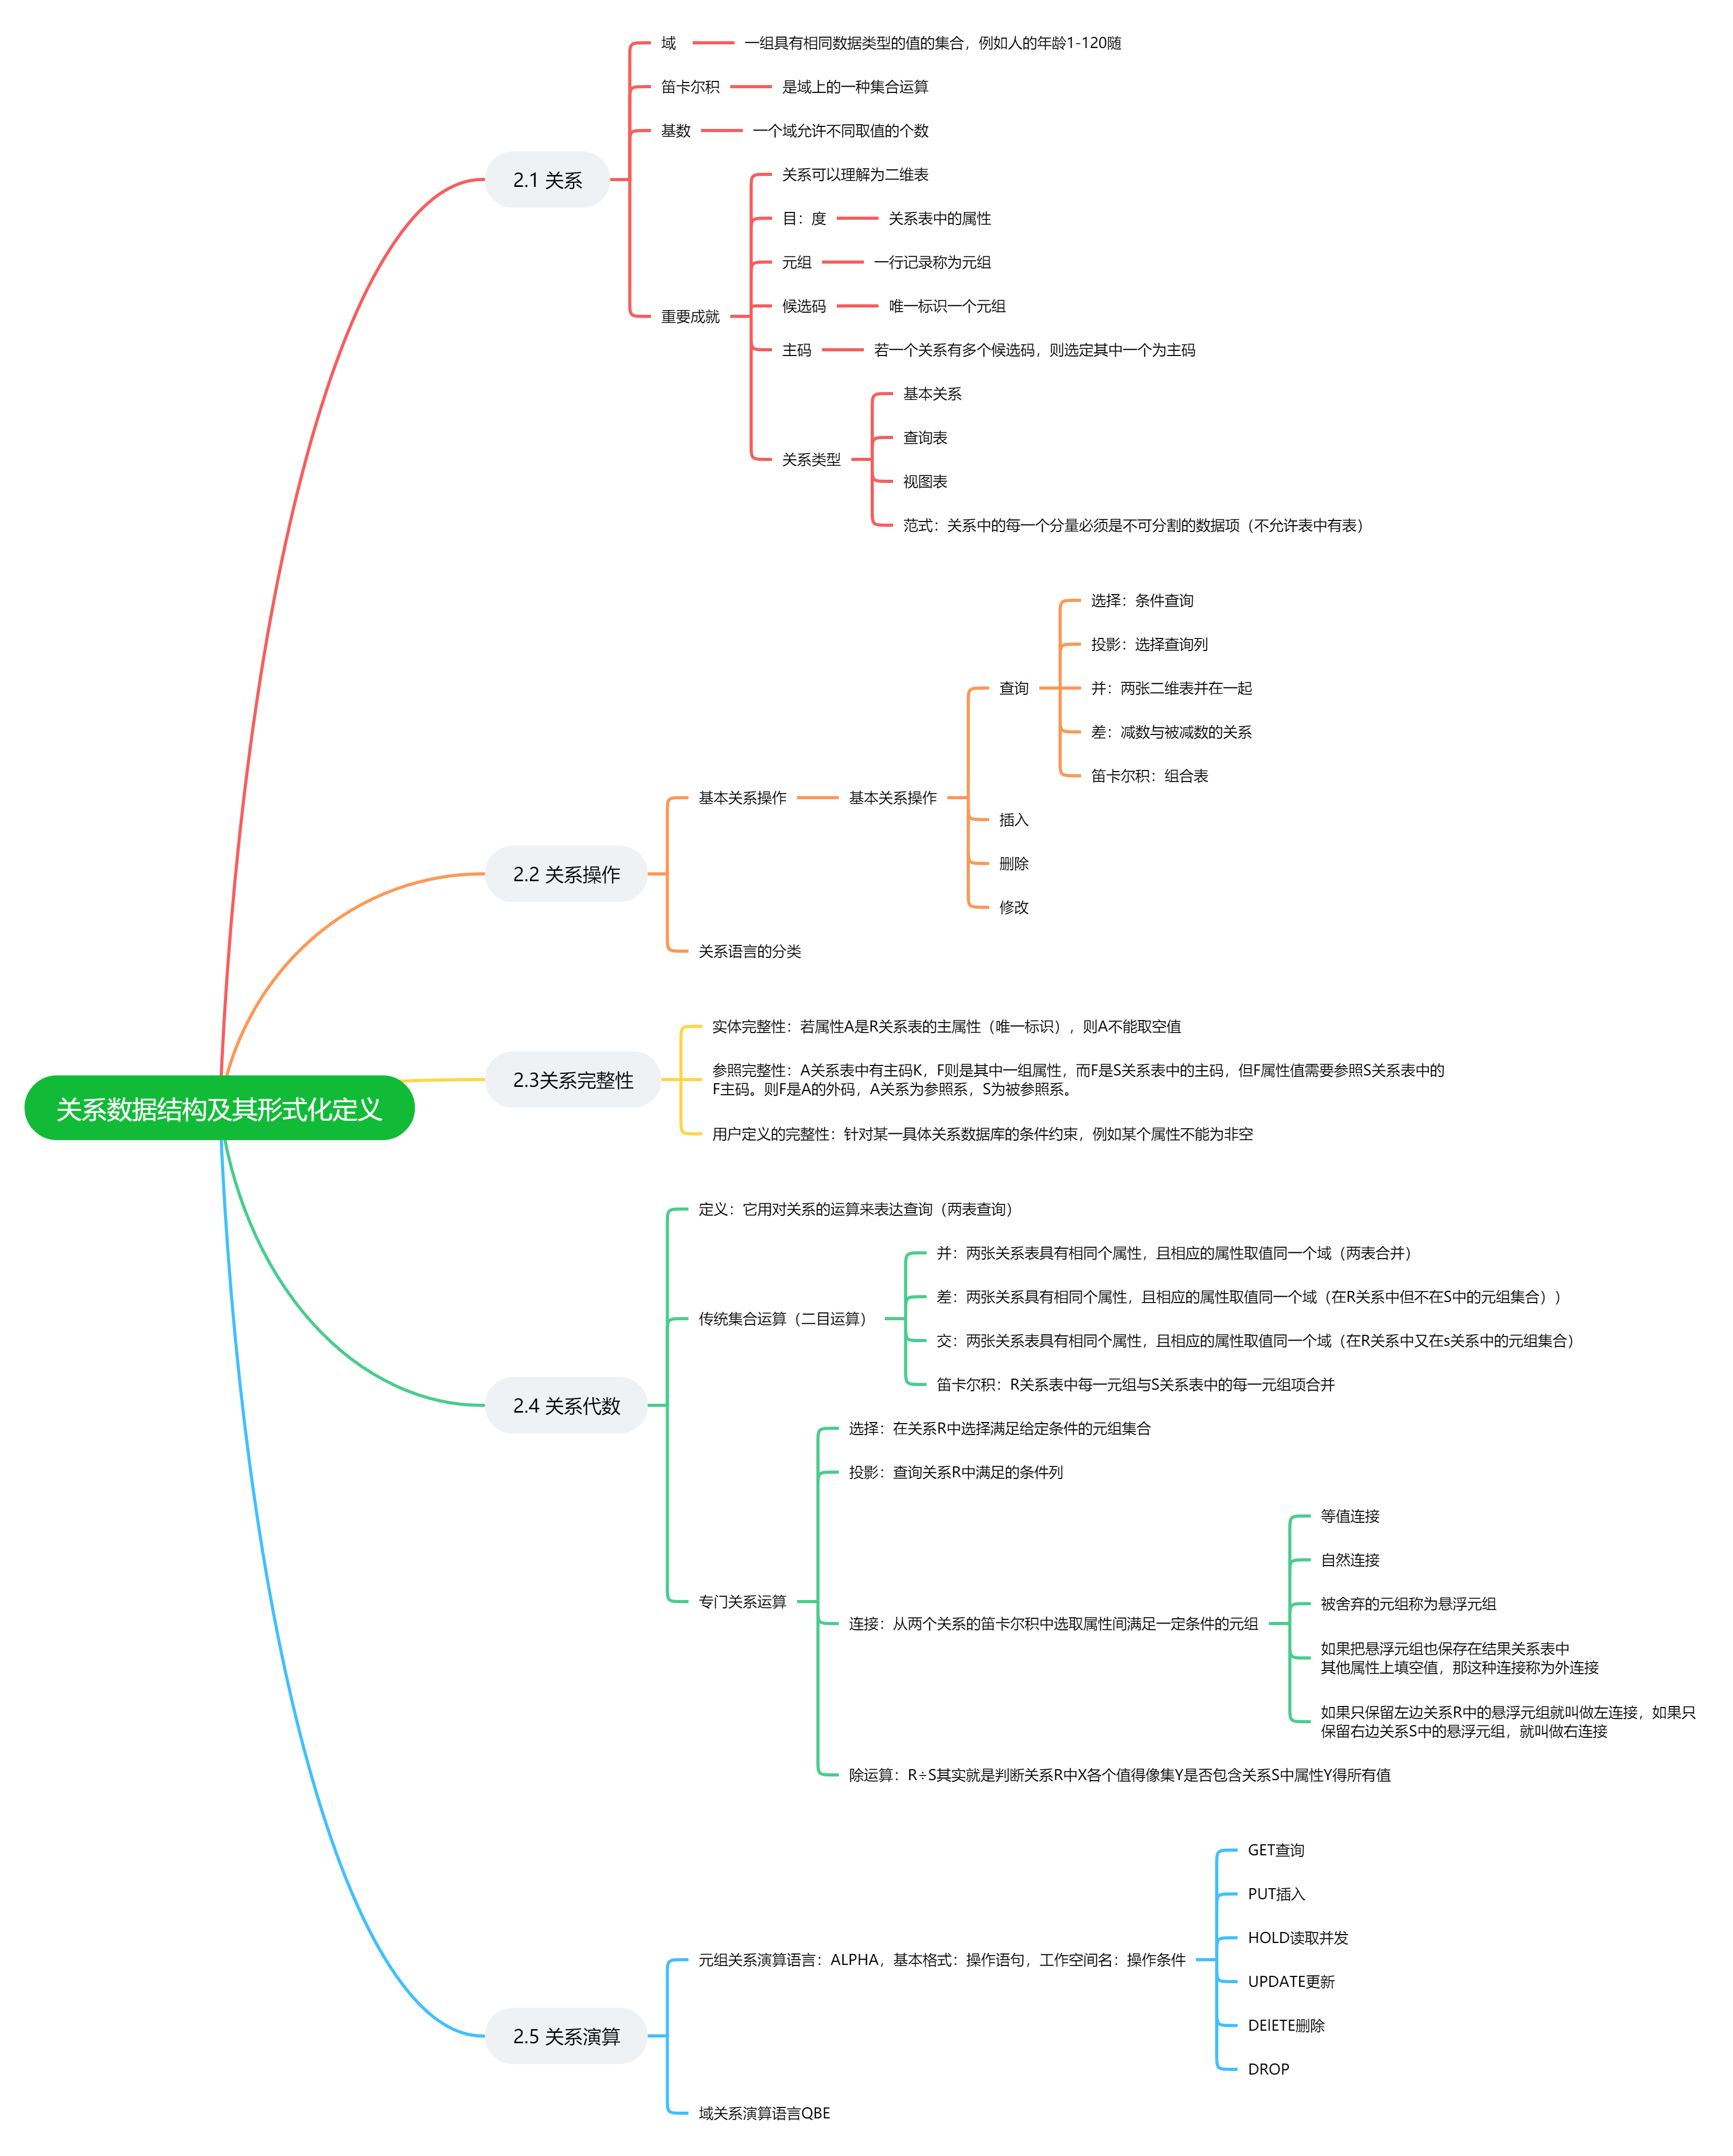 关系数据结构及其形式化定义
2.1 关系
域
一组具有相同数据类型的值的集合，例如人的年龄1-120随
笛卡尔积
是域上的一种集合运算
基数
一个域允许不同取值的个数
重要成就
关系可以理解为二维表
目：度
关系表中的属性
元组
一行记录称为元组
候选码
唯一标识一个元组
主码
若一个关系有多个候选码，则选定其中一个为主码
关系类型
基本关系
查询表
视图表
范式：关系中的每一个分量必须是不可分割的数据项（不允许表中有表）
2.2 关系操作
基本关系操作
基本关系操作
查询
选择：条件查询
投影：选择查询列
并：两张二维表并在一起
差：减数与被减数的关系
笛卡尔积：组合表
插入
删除
修改
关系语言的分类
2.3关系完整性
实体完整性：若属性A是R关系表的主属性（唯一标识），则A不能取空值
参照完整性：A关系表中有主码K，F则是其中一组属性，而F是S关系表中的主码，但F属性值需要参照S关系表中的
F主码。则F是A的外码，A关系为参照系，S为被参照系。
用户定义的完整性：针对某一具体关系数据库的条件约束，例如某个属性不能为非空
2.4 关系代数
定义：它用对关系的运算来表达查询（两表查询）
传统集合运算（二目运算）
并：两张关系表具有相同个属性，且相应的属性取值同一个域（两表合并）
差：两张关系具有相同个属性，且相应的属性取值同一个域（在R关系中但不在S中的元组集合））
交：两张关系表具有相同个属性，且相应的属性取值同一个域（在R关系中又在s关系中的元组集合）
笛卡尔积：R关系表中每一元组与S关系表中的每一元组项合并
专门关系运算
选择：在关系R中选择满足给定条件的元组集合
投影：查询关系R中满足的条件列
连接：从两个关系的笛卡尔积中选取属性间满足一定条件的元组
等值连接
自然连接
被舍弃的元组称为悬浮元组
如果把悬浮元组也保存在结果关系表中
其他属性上填空值，那这种连接称为外连接
如果只保留左边关系R中的悬浮元组就叫做左连接，如果只
保留右边关系S中的悬浮元组，就叫做右连接
除运算：R÷S其实就是判断关系R中X各个值得像集Y是否包含关系S中属性Y得所有值
2.5 关系演算
元组关系演算语言：ALPHA，基本格式：操作语句，工作空间名：操作条件
GET查询
PUT插入
HOLD读取并发
UPDATE更新
DElETE删除
DROP
域关系演算语言QBE